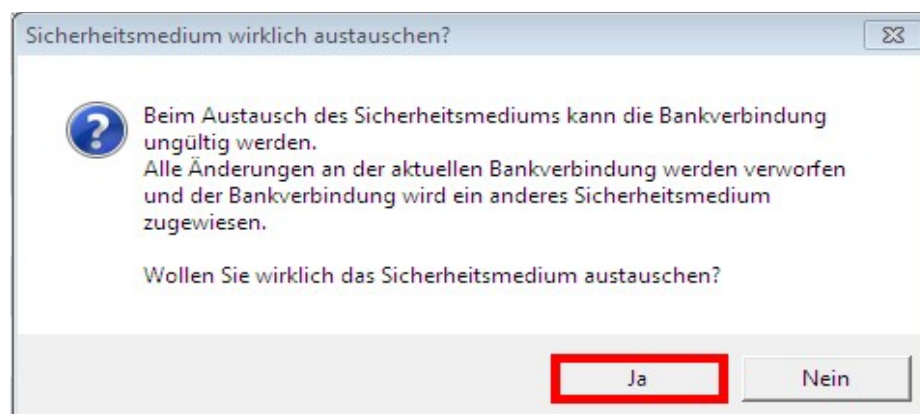 Sicherheitsmedium wirklich austauschen?
Beim Austausch des Sicherheitsmediums kann die Bankverbindung
ungültig werden.
Alle Änderungen an der aktuellen Bankverbindung werden verworfen
und der Bankverbindung wird ein anderes Sicherheitsmedium
zugewiesen.
Wollen Sie wirklich das Sicherheitsmedium austauschen?
Ja Nein